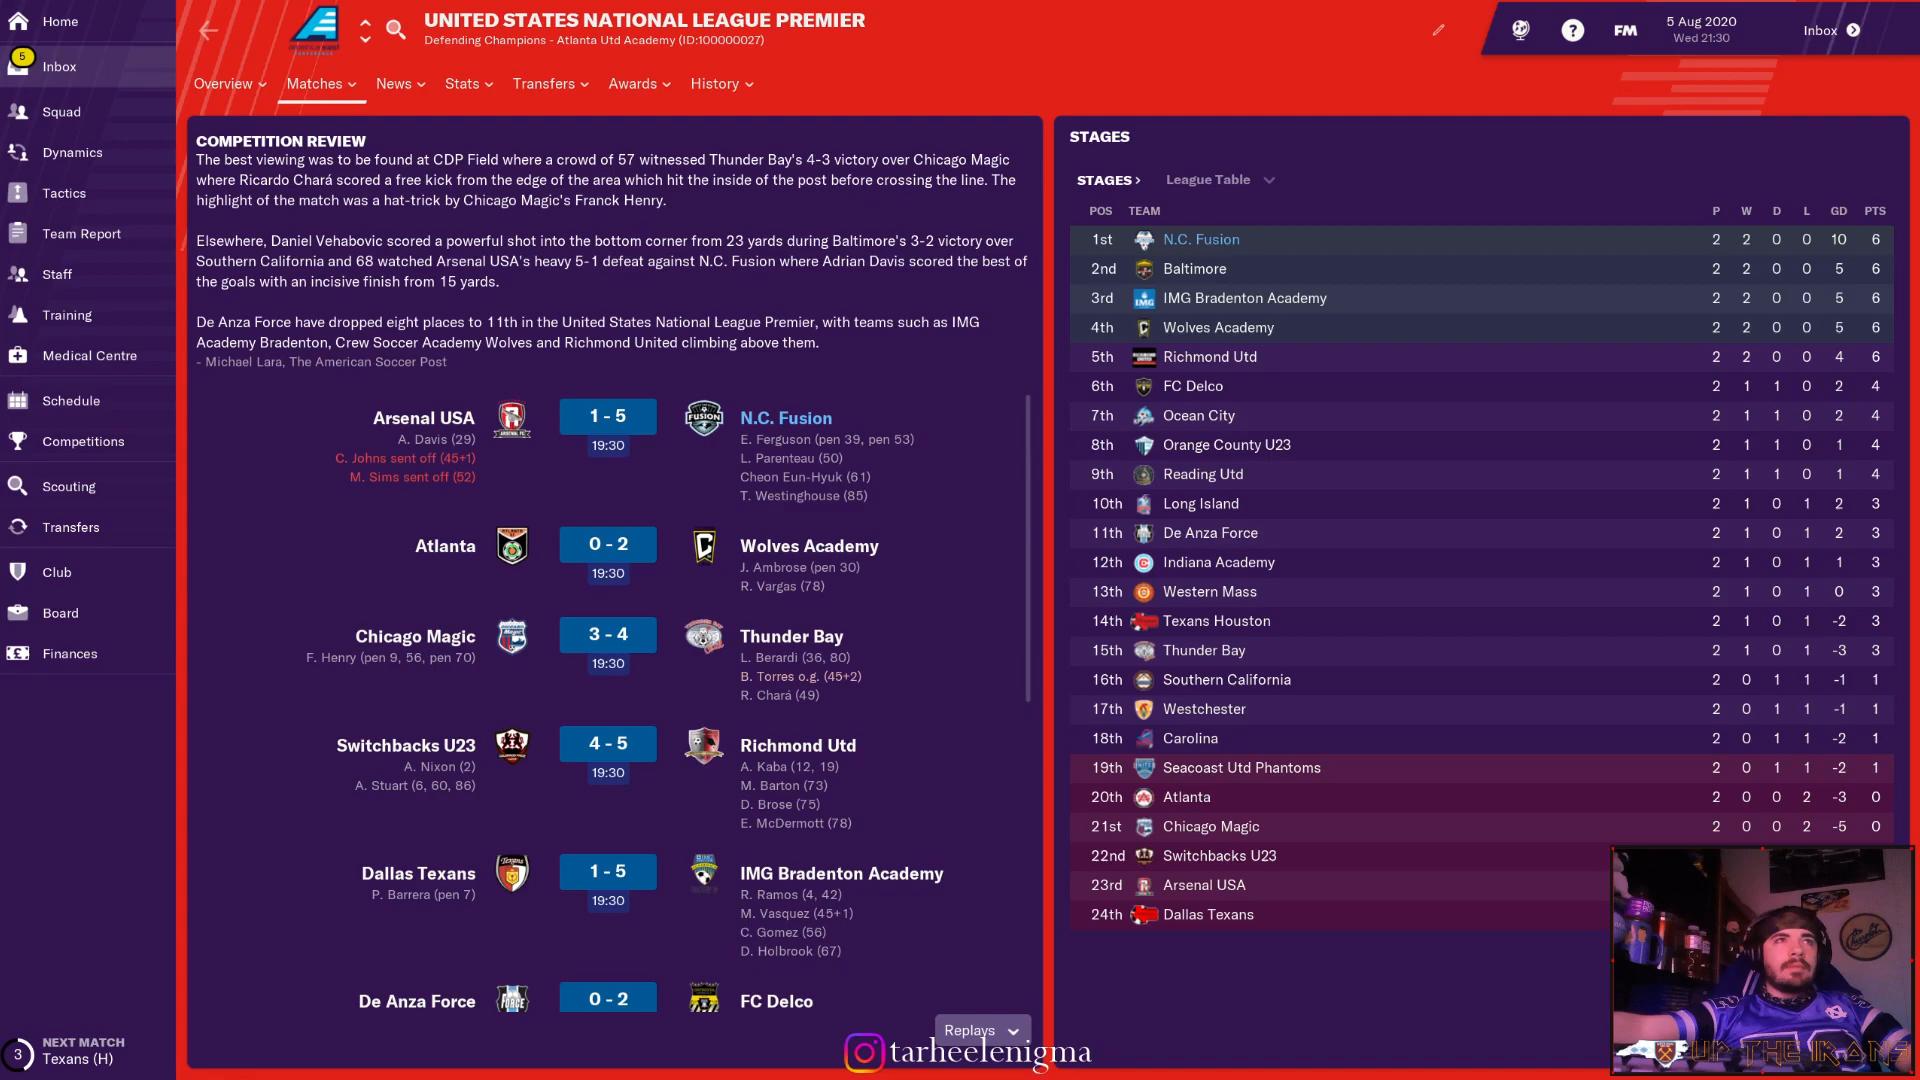 Home
5
Inbox
Squad
Dynamics
Tactics
Team Report
Staff
Training
Medical Centre
Schedule
Competitions
Scouting
Transfers
Club
Board
Finances
3
NEXT MATCH
Texans (H)
UNITED STATES NATIONAL LEAGUE PREMIER
Defending Champions - Atlanta Utd Academy (ID:100000027)
FM
5 Aug 2020
Wed 21:30
Inbox
Overview Matches News Stats Transfers Awards History
COMPETITION REVIEW
The best viewing was to be found at CDP Field where a crowd of 57 witnessed Thunder Bay's 4-3 victory over Chicago Magic
where Ricardo Chará scored a free kick from the edge of the area which hit the inside of the post before crossing the line. The
highlight of the match was a hat-trick by Chicago Magic's Franck Henry.
Elsewhere, Daniel Vehabovic scored a powerful shot into the bottom corner from 23 yards during Baltimore's 3-2 victory over
Southern California and 68 watched Arsenal USA's heavy 5-1 defeat against N.C. Fusion where Adrian Davis scored the best of
the goals with an incisive finish from 15 yards.
De Anza Force have dropped eight places to 11th in the United States National League Premier, with teams such as IMG
Academy Bradenton, Crew Soccer Academy Wolves and Richmond United climbing above them.
- Michael Lara, The American Soccer Post
Arsenal USA 1 - 5 N.C. Fusion
A. Davis (29) 19:30 E. Ferguson (pen 39, pen 53)
C. Johns sent off (45+1) L. Parenteau (50)
M. Sims sent off (52) Cheon Eun-Hyuk (61)
T. Westinghouse (85)
Atlanta 0 - 2 Wolves Academy
19:30 J. Ambrose (pen 30)
R. Vargas (78)
Chicago Magic 3 - 4 Thunder Bay
F. Henry (pen 9, 56, pen 70) 19:30 L. Berardi (36, 80)
B. Torres o.g. (45+2)
R. Chará (49)
Switchbacks U23 4 - 5 Richmond Utd
A. Nixon (2) 19:30 A. Kaba (12, 19)
A. Stuart (6, 60, 86) M. Barton (73)
D. Brose (75)
E. McDermott (78)
Dallas Texans 1 - 5 IMG Bradenton Academy
P. Barrera (pen 7) 19:30 R. Ramos (4, 42)
M. Vasquez (45+1)
C. Gomez (56)
D. Holbrook (67)
De Anza Force 0 - 2 FC Delco
Replays
tarheelenigma
STAGES
STAGES> League Table
POS TEAM P W D L GD PTS
1st N.C. Fusion 2 2 0 0 10 6
2nd Baltimore 2 2 0 0 5 6
3rd IMG Bradenton Academy 2 2 0 0 5 6
4th Wolves Academy 2 2 0 0 5 6
5th Richmond Utd 2 2 0 0 4 6
6th FC Delco 2 1 1 0 2 4
7th Ocean City 2 1 1 0 2 4
8th Orange County U23 2 1 1 0 1 4
9th Reading Utd 2 1 1 0 1 4
10th Long Island 2 1 0 1 2 3
11th De Anza Force 2 1 0 1 2 3
12th Indiana Academy 2 1 0 1 1 3
13th Western Mass 2 1 0 1 0 3
14th Texans Houston 2 1 0 1 -2 3
15th Thunder Bay 2 1 0 1 -3 3
16th Southern California 2 0 1 1 -1 1
17th Westchester 2 0 1 1 -1 1
18th Carolina 2 0 1 1 -2 1
19th Seacoast Utd Phantoms 2 0 1 1 -2 1
20th Atlanta 2 0 0 2 -3 0
21st Chicago Magic 2 0 0 2 -5 0
22nd Switchbacks U23
23rd Arsenal USA
24th Dallas Texans
UP THE IRONS